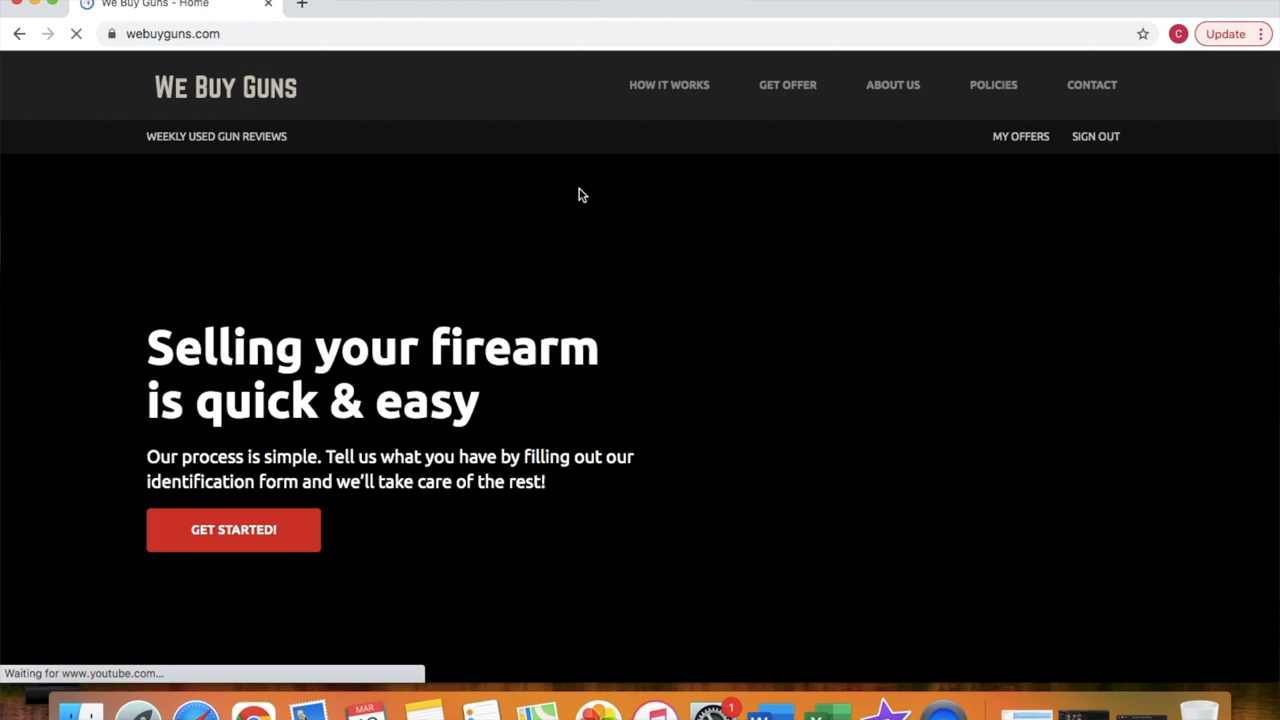 We Buy Guns - Home
webuyguns.com
C
Update
WE BUY GUNS
HOW IT WORKS
GET OFFER
ABOUT US
POLICIES
CONTACT
WEEKLY USED GUN REVIEWS
MY OFFERS
SIGN OUT
Selling your firearm
is quick & easy
Our process is simple. Tell us what you have by filling out our
identification form and we'll take care of the rest!
GET STARTED!
Waiting for www.youtube.com...
MAR
1